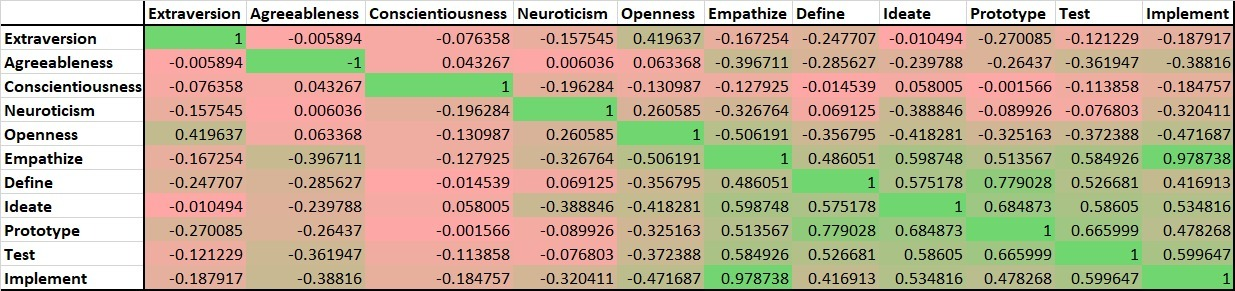 Extraversion Agreeableness Conscientiousness Neuroticism Openness Empathize Define Ideate Prototype Test Implement
Extraversion 1 -0.005894 -0.076358 -0.157545 0.419637 -0.167254 -0.247707 -0.010494 -0.270085 -0.121229 -0.187917
Agreeableness -0.005894 -1 0.043267 0.006036 0.063368 -0.396711 -0.285627 -0.239788 -0.26437 -0.361947 -0.38816
Conscientiousness -0.076358 0.043267 1 -0.196284 -0.130987 -0.127925 -0.014539 0.058005 -0.001566 -0.113858 -0.184757
Neuroticism -0.157545 0.006036 -0.196284 1 0.260585 -0.326764 0.069125 -0.388846 -0.089926 -0.076803 -0.320411
Openness 0.419637 0.063368 -0.130987 0.260585 1 -0.506191 -0.356795 -0.418281 -0.325163 -0.372388 -0.471687
Empathize -0.167254 -0.396711 -0.127925 -0.326764 -0.506191 1 0.486051 0.598748 0.513567 0.584926 0.978738
Define -0.247707 -0.285627 -0.014539 0.069125 -0.356795 0.486051 1 0.575178 0.779028 0.526681 0.416913
Ideate -0.010494 -0.239788 0.058005 -0.388846 -0.418281 0.598748 0.575178 1 0.684873 0.58605 0.534816
Prototype -0.270085 -0.26437 -0.001566 -0.089926 -0.325163 0.513567 0.779028 0.684873 1 0.665999 0.478268
Test -0.121229 -0.361947 -0.113858 -0.076803 -0.372388 0.584926 0.526681 0.58605 0.665999 1 0.599647
Implement -0.187917 -0.38816 -0.184757 -0.320411 -0.471687 0.978738 0.416913 0.534816 0.478268 0.599647 1